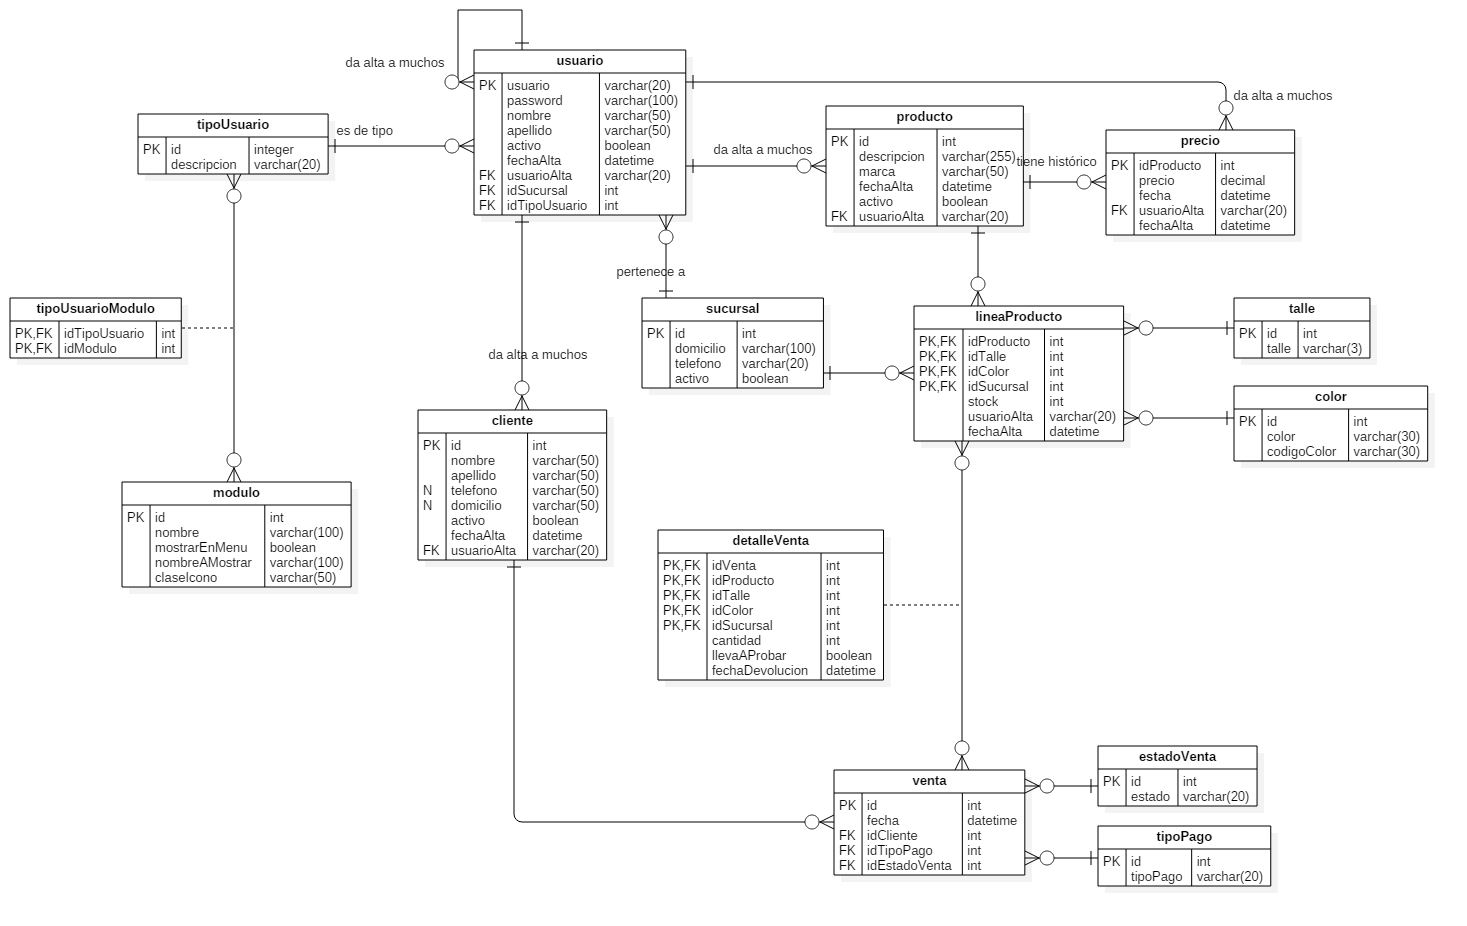 da alta a muchos
usuario
PK usuario varchar(20)
password varchar(100)
nombre varchar(50)
apellido varchar(50)
activo boolean
fechaAlta datetime
FK usuarioAlta varchar(20)
FK idSucursal int
FK idTipoUsuario int
da alta a muchos
tipoUsuario
PK id integer
descripcion varchar(20)
es de tipo
da alta a muchos
producto
PK id int
descripcion varchar(255)
marca varchar(50)
fechaAlta datetime
activo boolean
FK usuarioAlta varchar(20)
tiene histórico
precio
PK idProducto int
precio decimal
fecha datetime
FK usuarioAlta varchar(20)
fechaAlta datetime
pertenece a
tipoUsuarioModulo
PK,FK idTipoUsuario int
PK,FK idModulo int
sucursal
PK id int
domicilio varchar(100)
telefono varchar(20)
activo boolean
lineaProducto
PK,FK idProducto int
PK,FK idTalle int
PK,FK idColor int
PK,FK idSucursal int
stock int
usuarioAlta varchar(20)
fechaAlta datetime
talle
PK id int
talle varchar(3)
color
PK id int
color varchar(30)
codigoColor varchar(30)
da alta a muchos
cliente
PK id int
nombre varchar(50)
apellido varchar(50)
N telefono varchar(50)
N domicilio varchar(50)
activo boolean
fechaAlta datetime
FK usuarioAlta varchar(20)
modulo
PK id int
nombre varchar(100)
mostrarEnMenu boolean
nombreAMostrar varchar(100)
claseIcono varchar(50)
detalleVenta
PK,FK idVenta int
PK,FK idProducto int
PK,FK idTalle int
PK,FK idColor int
PK,FK idSucursal int
cantidad int
llevaAProbar boolean
fechaDevolucion datetime
venta
PK id int
fecha datetime
FK idCliente int
FK idTipoPago int
FK idEstadoVenta int
estadoVenta
PK id int
estado varchar(20)
tipoPago
PK id int
tipoPago varchar(20)